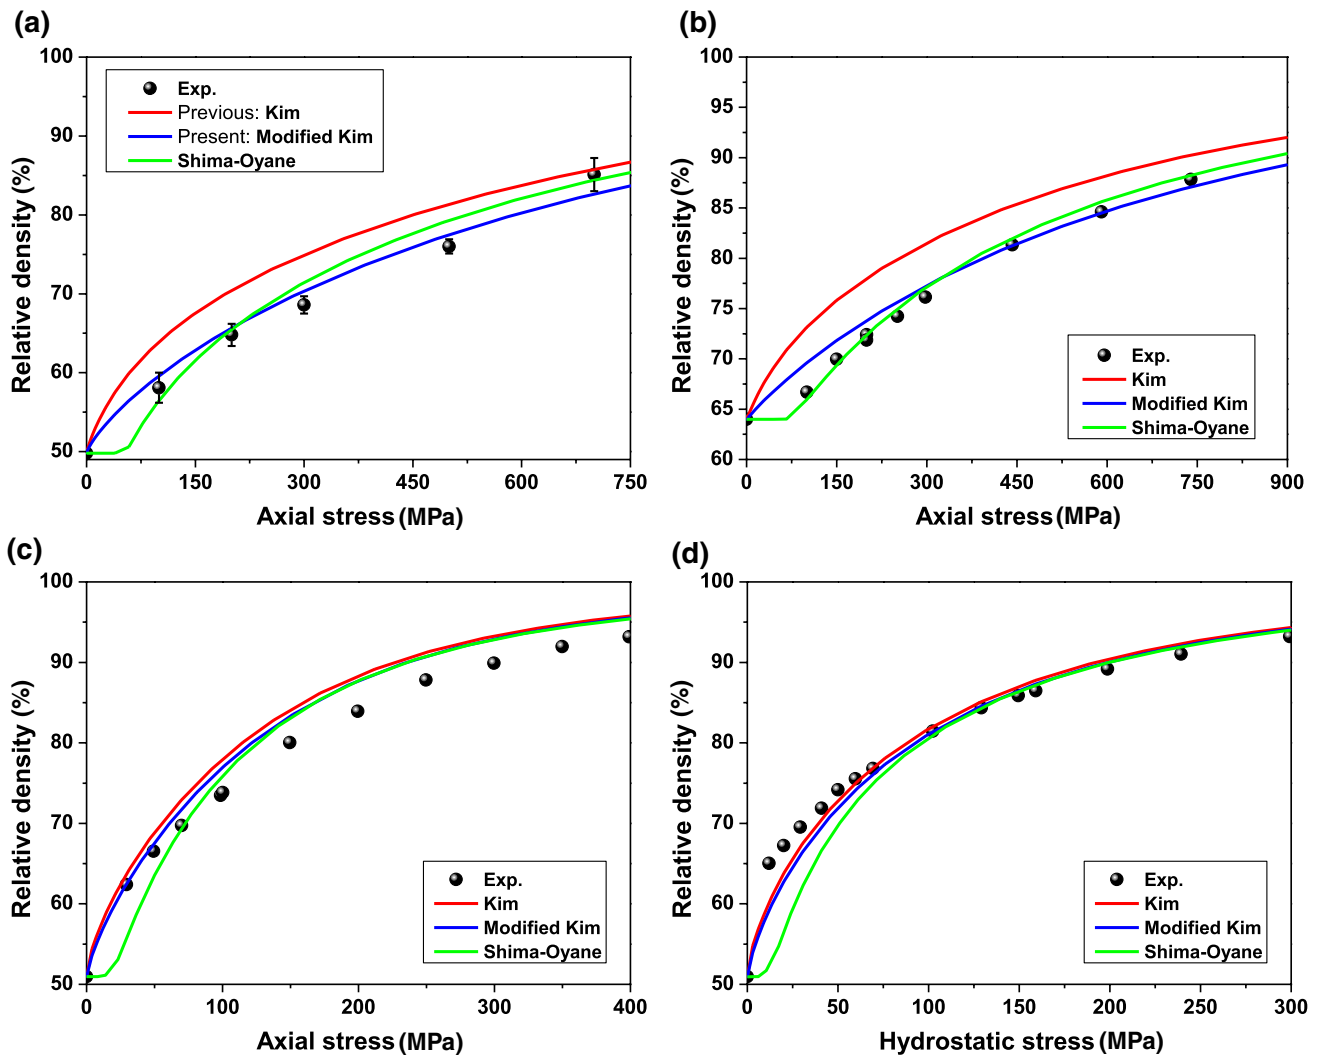 (a)
100
90
80
70
60
50
Relative density (%)
Exp.
Previous: Kim
Present: Modified Kim
Shima-Oyane
0 150 300 450 600 750
Axial stress (MPa)
(b)
100
95
90
85
80
75
70
65
60
Relative density (%)
Exp.
Kim
Modified Kim
Shima-Oyane
0 150 300 450 600 750 900
Axial stress (MPa)
(c)
100
90
80
70
60
50
Relative density (%)
Exp.
Kim
Modified Kim
Shima-Oyane
0 100 200 300 400
Axial stress (MPa)
(d)
100
90
80
70
60
50
Relative density (%)
Exp.
Kim
Modified Kim
Shima-Oyane
0 50 100 150 200 250 300
Hydrostatic stress (MPa)